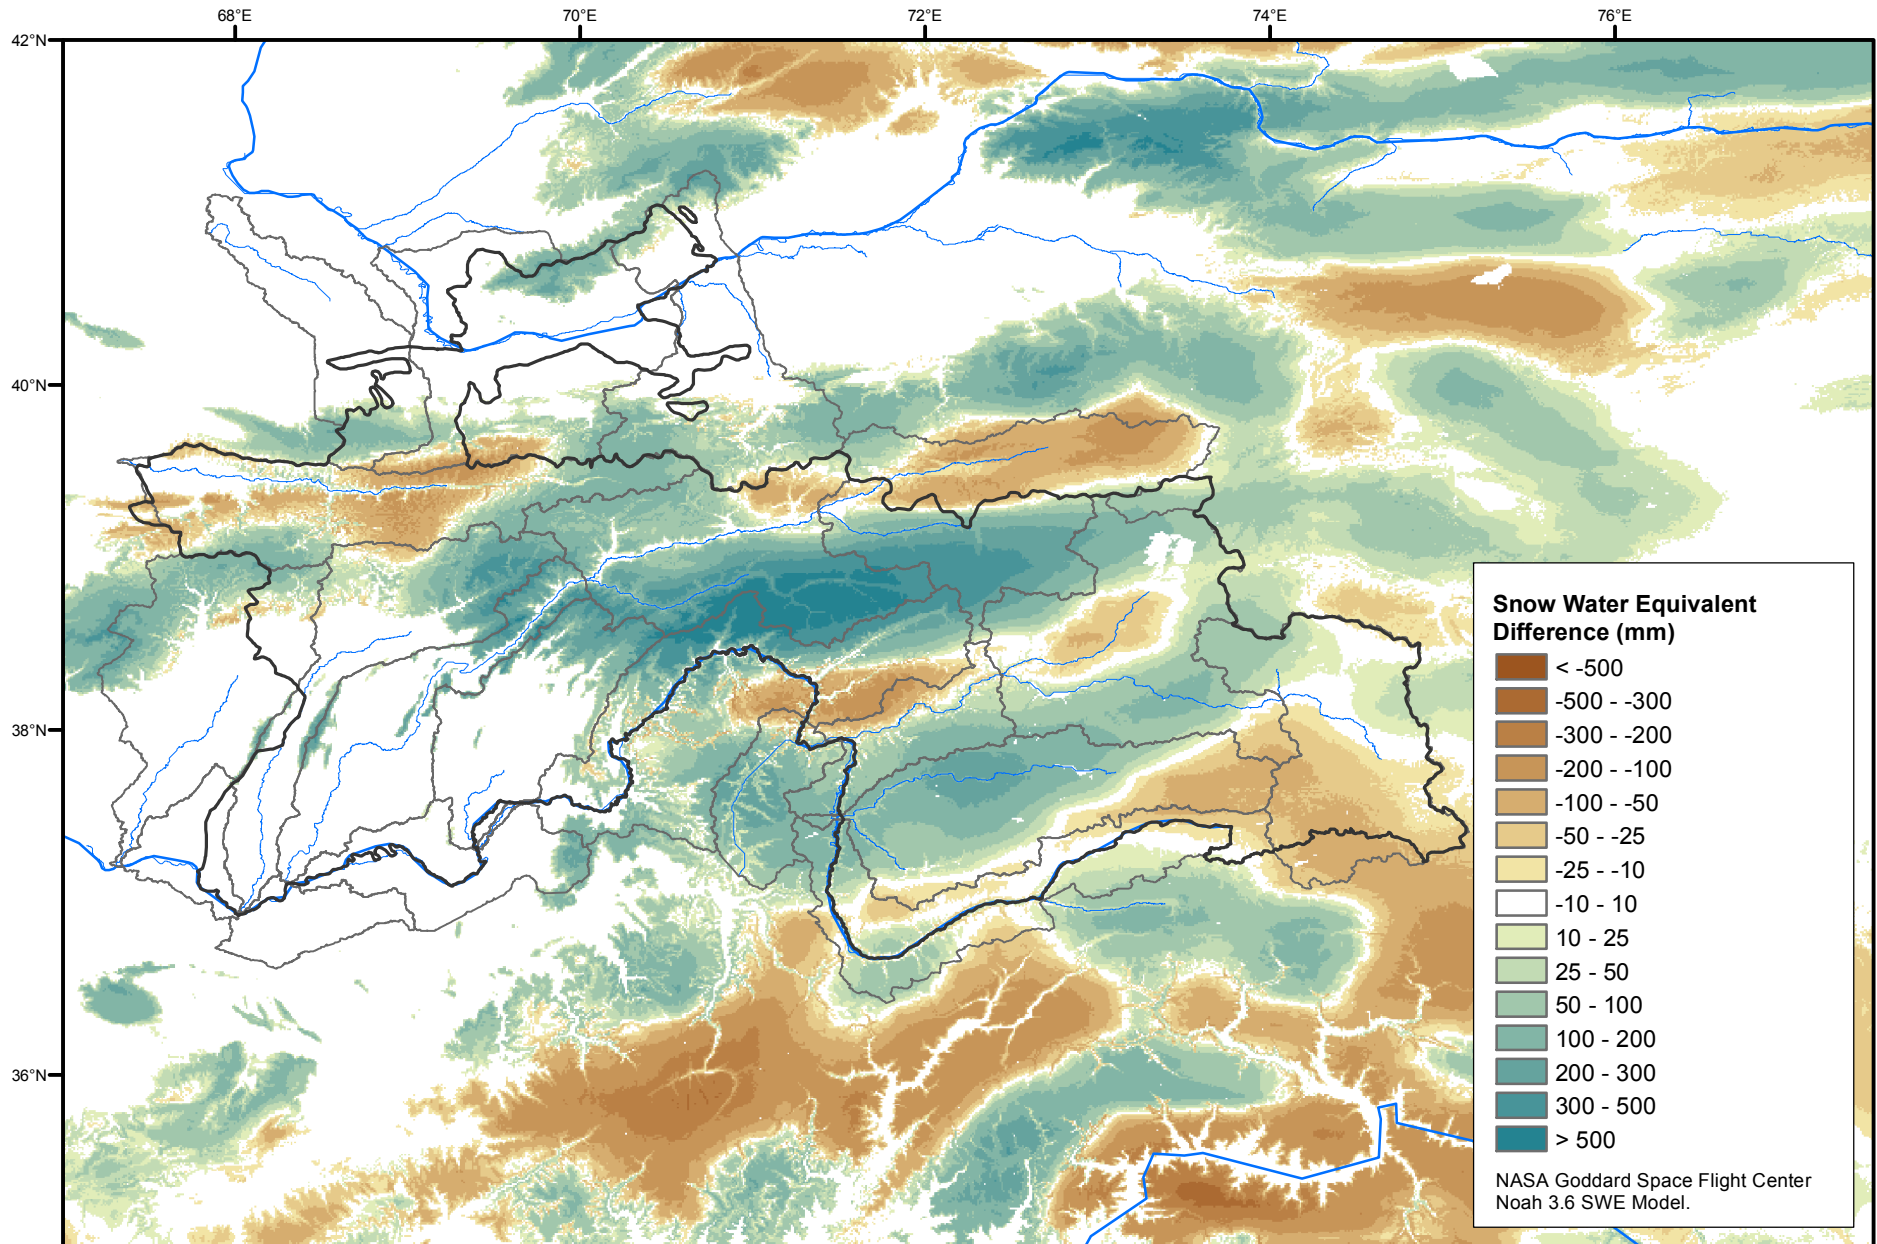 68°E
70°E
72°E
74°E
76°E
42°N
40°N
38°N
36°N
Snow Water Equivalent
Difference (mm)
< -500
-500 - -300
-300 - -200
-200 - -100
-100 - -50
-50 - -25
-25 - -10
-10 - 10
10 - 25
25 - 50
50 - 100
100 - 200
200 - 300
300 - 500
> 500
NASA Goddard Space Flight Center
Noah 3.6 SWE Model.